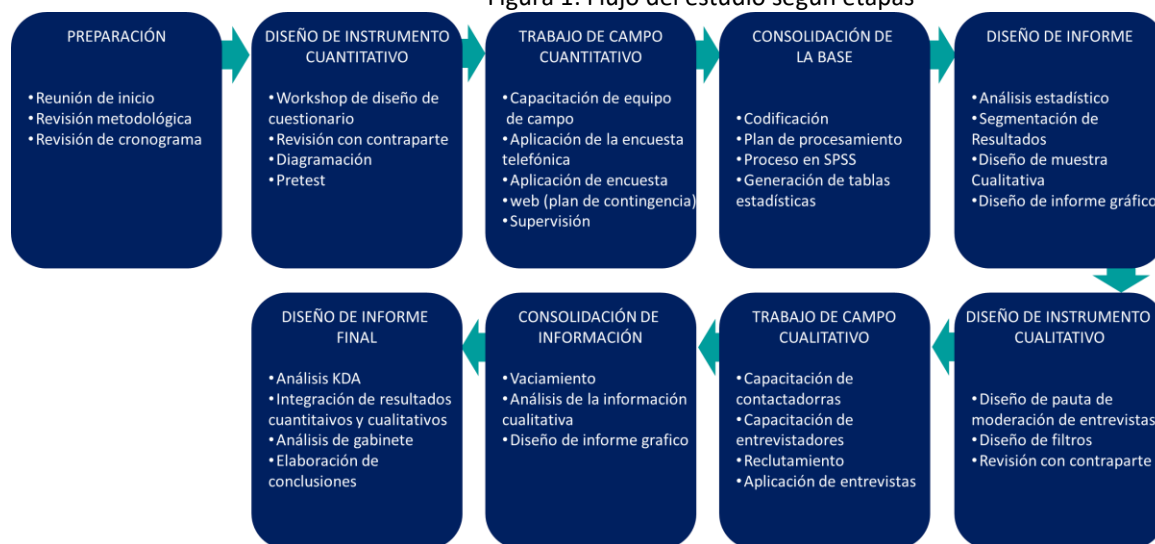 Figura 1. Flujo del estudio según etapas
PREPARACIÓN
• Reunión de inicio
• Revisión metodológica
• Revisión de cronograma
DISEÑO DE INSTRUMENTO
CUANTITATIVO
• Workshop de diseño de
cuestionario
• Revisión con contraparte
• Diagramación
• Pretest
TRABAJO DE CAMPO
CUANTITATIVO
• Capacitación de equipo
de campo
• Aplicación de la encuesta
telefónica
• Aplicación de encuesta
• web (plan de contingencia)
• Supervisión
CONSOLIDACIÓN DE
LA BASE
• Codificación
• Plan de procesamiento
• Proceso en SPSS
• Generación de tablas
estadísticas
DISEÑO DE INFORME
• Análisis estadístico
• Segmentación de
Resultados
• Diseño de muestra
Cualitativa
• Diseño de informe gráfico
DISEÑO DE INSTRUMENTO
CUALITATIVO
• Diseño de pauta de
moderación de entrevistas
• Diseño de filtros
• Revisión con contraparte
TRABAJO DE CAMPO
CUALITATIVO
• Capacitación de
contactadorras
• Capacitación de
entrevistadores
• Reclutamiento
• Aplicación de entrevistas
CONSOLIDACIÓN DE
INFORMACIÓN
• Vaciamiento
• Análisis de la información
cualitativa
• Diseño de informe grafico
DISEÑO DE INFORME
FINAL
• Análisis KDA
• Integración de resultados
cuantitaivos y cualitativos
• Análisis de gabinete
• Elaboración de
conclusiones